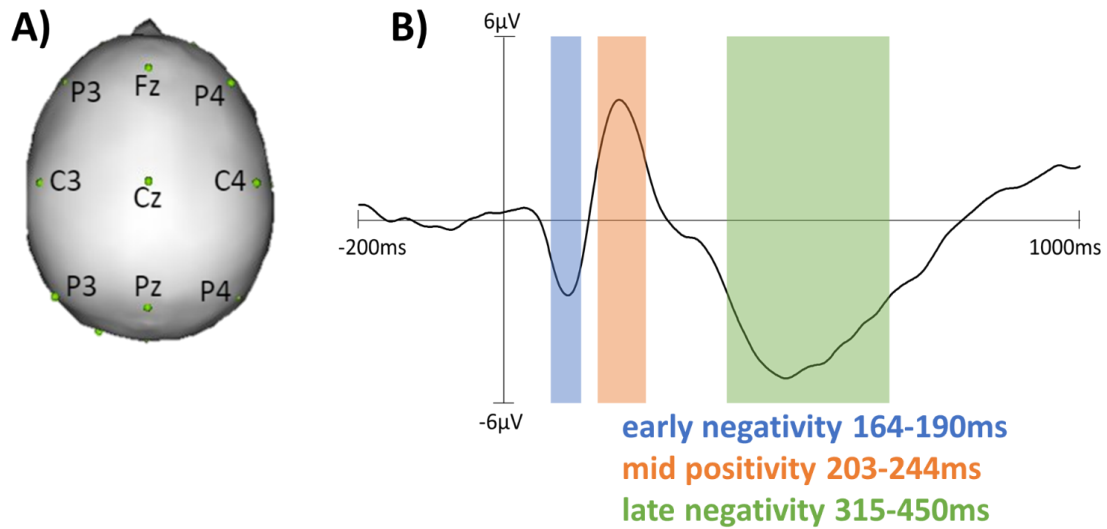 A)
P3 Fz P4
C3 Cz C4
P3 Pz P4
B)
6μV
-200ms
1000ms
-6μV
early negativity 164-190ms
mid positivity 203-244ms
late negativity 315-450ms